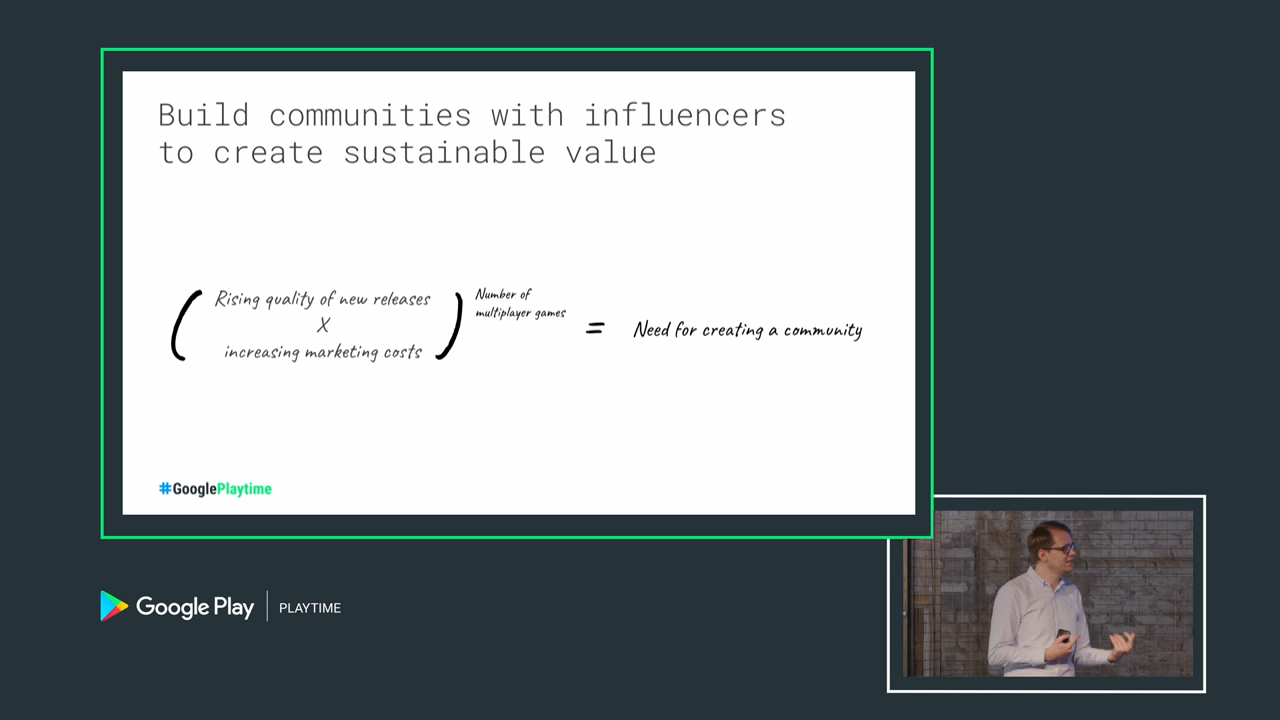 Build communities with influencers
to create sustainable value
Rising quality of new releases
X
increasing marketing costs
Number of
multiplayer games
=
Need for creating a community
#GooglePlaytime
Google Play | PLAYTIME